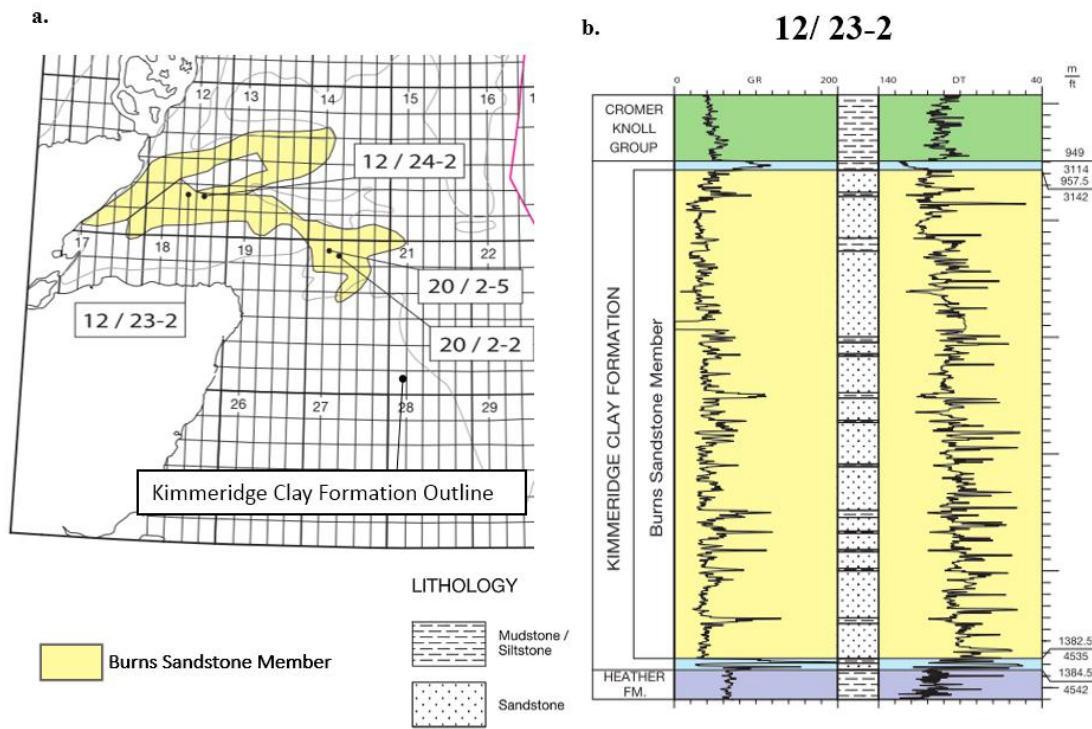 a.
12
13
14
15
16
12 / 24-2
17
18
19
21
22
20 / 2-5
12 / 23-2
20 / 2-2
26
27
28
29
Kimmeridge Clay Formation Outline
LITHOLOGY
Mudstone /
Siltstone
Burns Sandstone Member
Sandstone
b.
12/ 23-2
0 GR 200
140 DT 40
m
ft
CROMER
KNOLL
GROUP
949
3114
957.5
3142
KIMMERIDGE CLAY FORMATION
Burns Sandstone Member
1382.5
4535
1384.5
4542
HEATHER
FM.